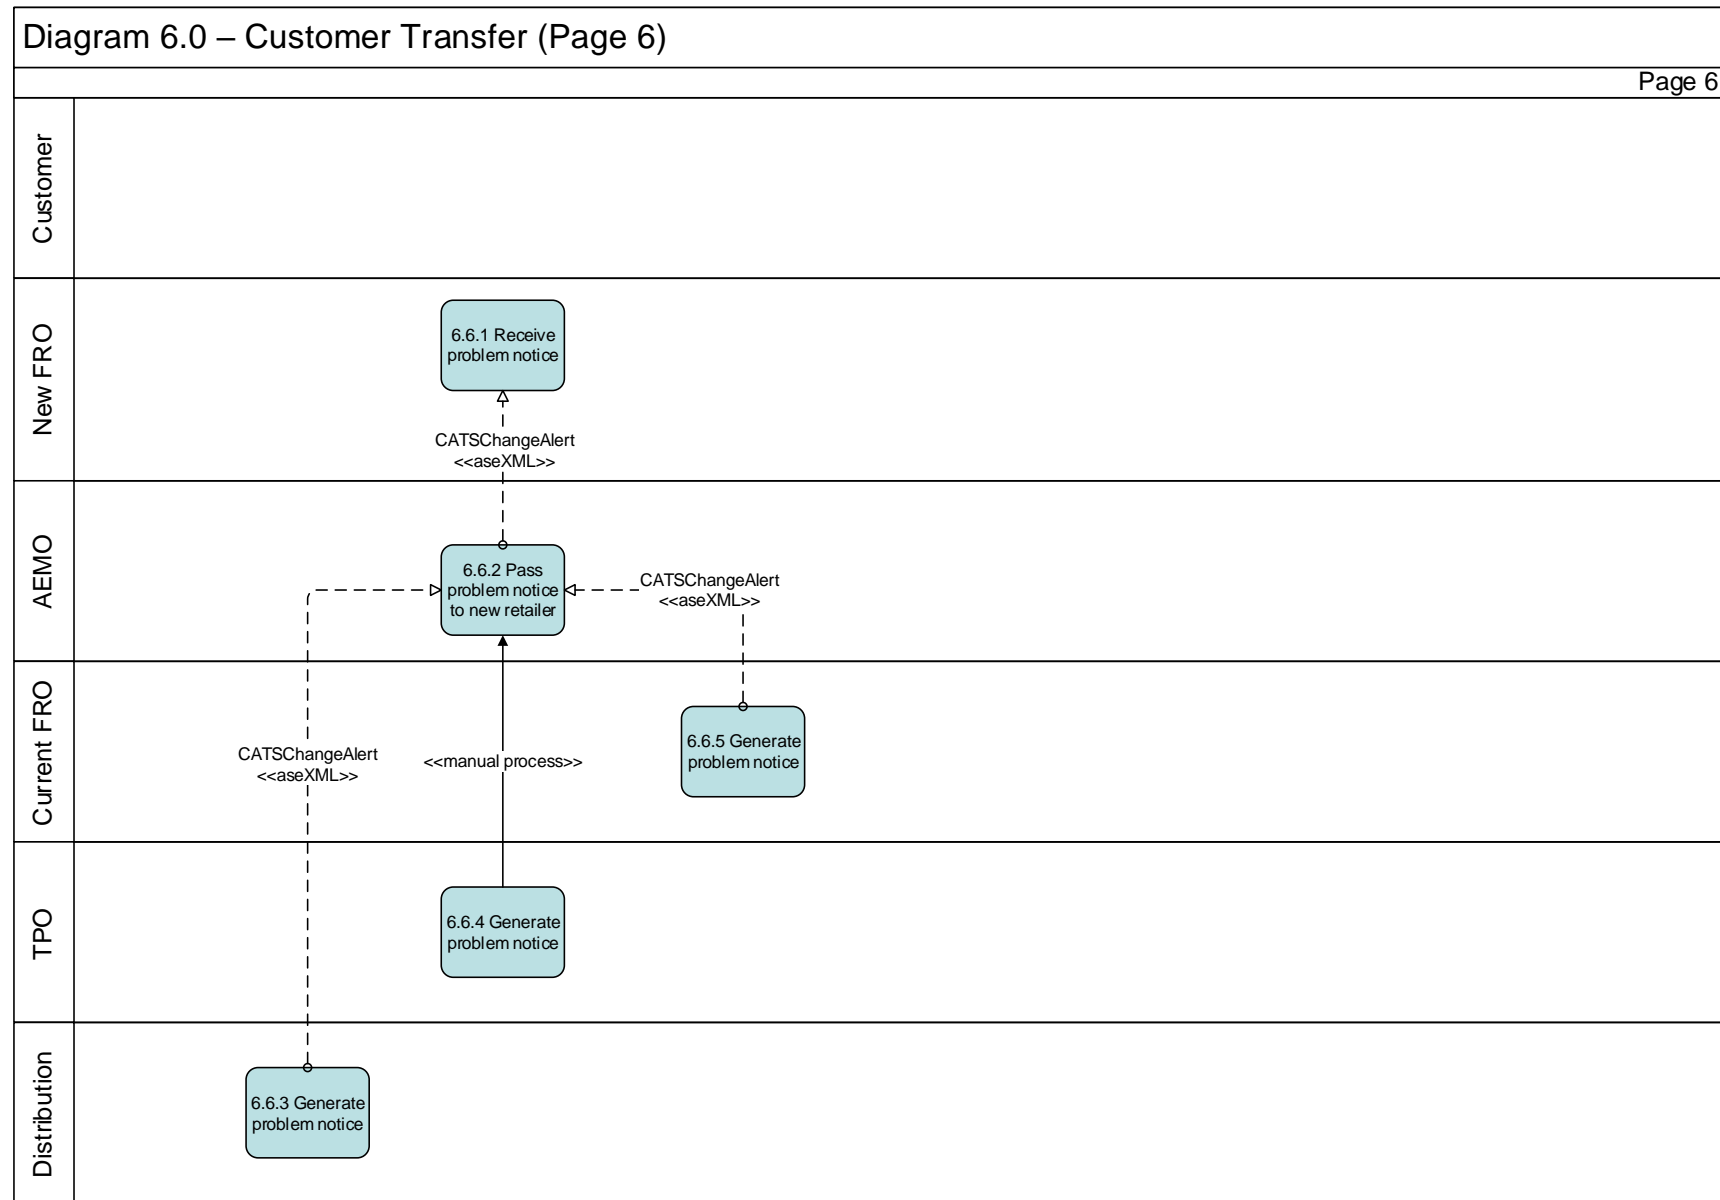 Diagram 6.0 – Customer Transfer (Page 6)
Page 6
Customer
New FRO
6.6.1 Receive
problem notice
CATSChangeAlert
<<aseXML>>
AEMO
6.6.2 Pass
problem notice
to new retailer
CATSChangeAlert
<<aseXML>>
Current FRO
CATSChangeAlert
<<aseXML>>
<<manual process>>
6.6.5 Generate
problem notice
TPO
6.6.4 Generate
problem notice
Distribution
6.6.3 Generate
problem notice